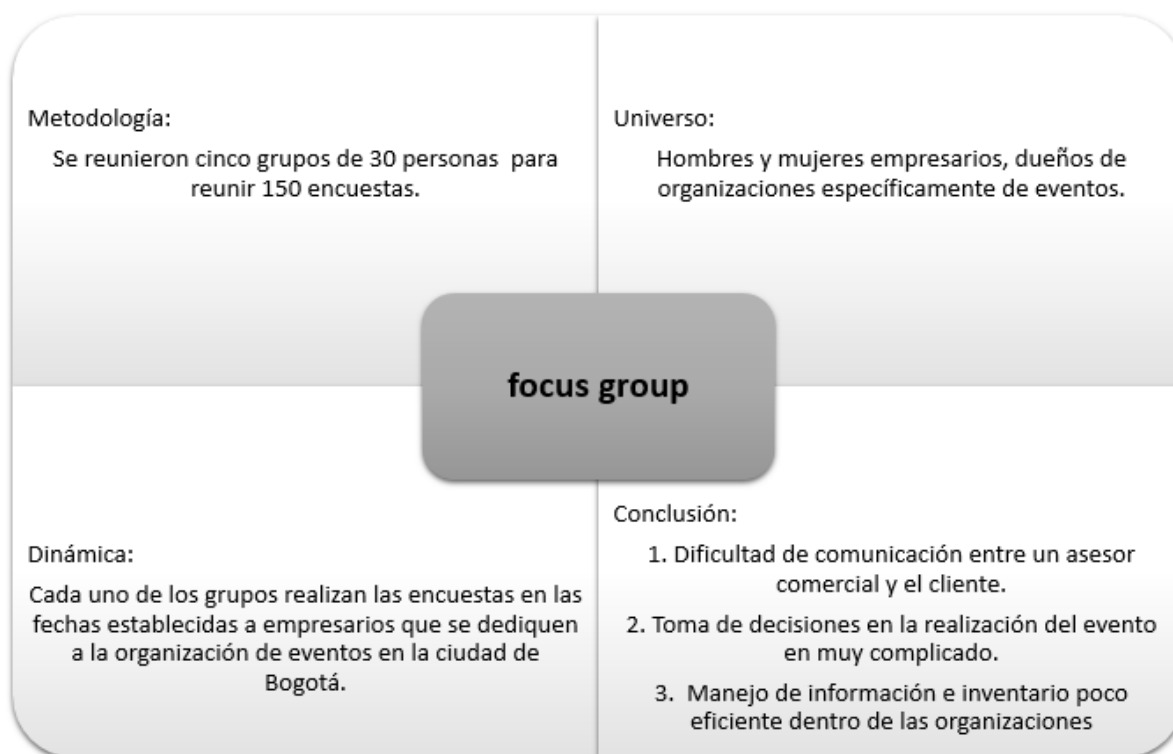 Metodología:
Se reunieron cinco grupos de 30 personas para
reunir 150 encuestas.
Universo:
Hombres y mujeres empresarios, dueños de
organizaciones específicamente de eventos.
focus group
Dinámica:
Cada uno de los grupos realizan las encuestas en las
fechas establecidas a empresarios que se dediquen
a la organización de eventos en la ciudad de
Bogotá.
Conclusión:
1. Dificultad de comunicación entre un asesor
comercial y el cliente.
2. Toma de decisiones en la realización del evento
en muy complicado.
3. Manejo de información e inventario poco
eficiente dentro de las organizaciones